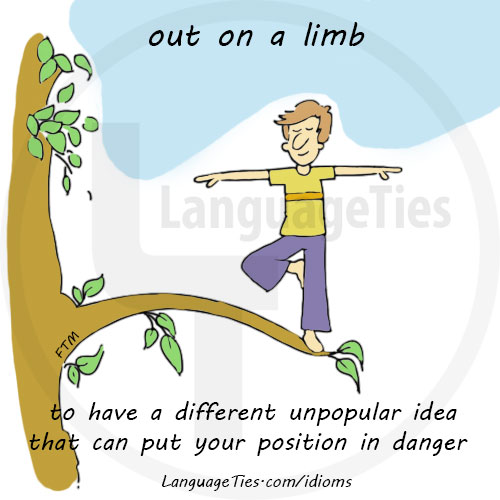 out on a limb
LanguageTies
FTM
to have a different unpopular idea
that can put your position in danger
LanguageTies.com/idioms